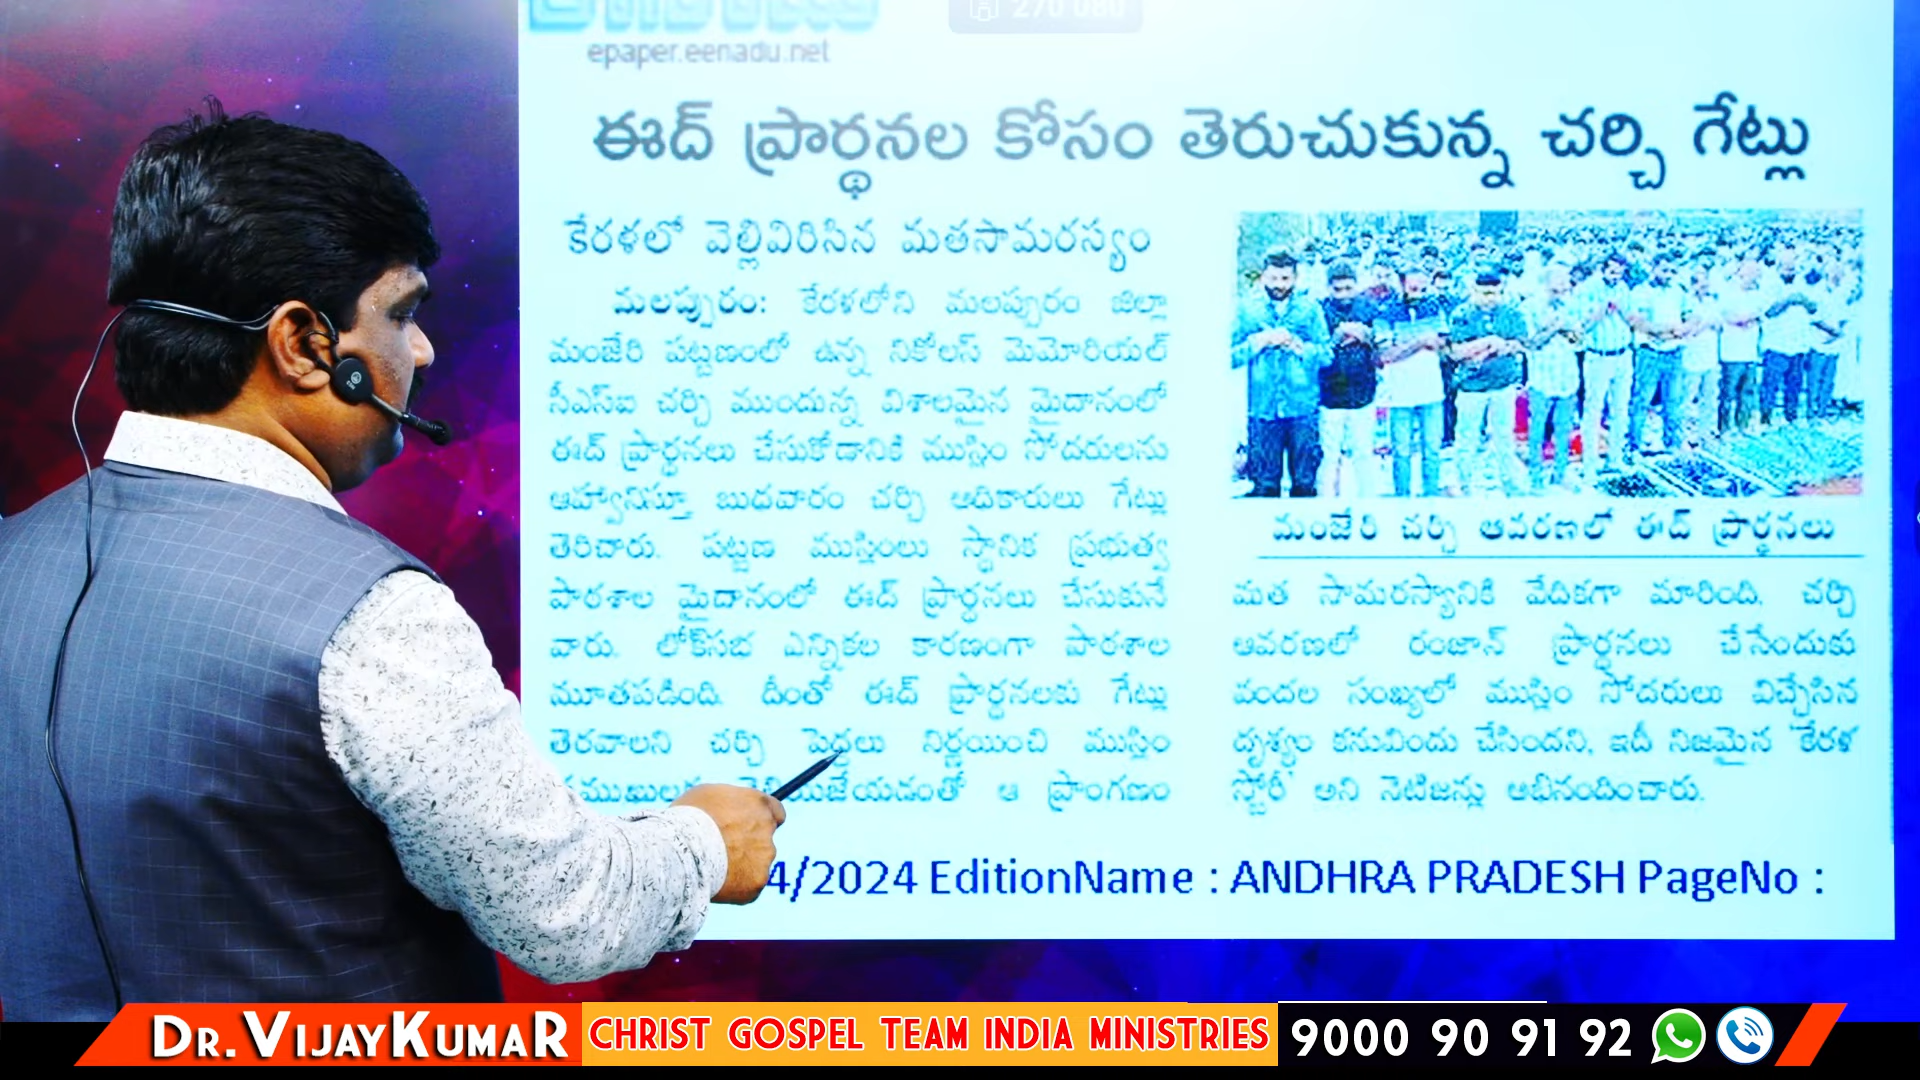 epaper.eenadu.net
ఈద్ ప్రార్థనల కోసం తెరుచుకున్న చర్చి గేట్లు
కేరళలో వెల్లివిరిసిన మతసామరస్యం
మలప్పురం: కేరళలోని మలప్పురం జిల్లా
మంజేరి పట్టణంలో ఉన్న నికోలస్ మెమోరియల్
సీఎస్ఐ చర్చి ముందున్న విశాలమైన మైదానంలో
ఈద్ ప్రార్థనలు చేసుకోడానికి ముస్లిం సోదరులను
ఆహ్వానిస్తూ బుధవారం చర్చి అధికారులు గేట్లు
తెరిచారు. పట్టణ ముస్లింలు స్థానిక ప్రభుత్వ
పాఠశాల మైదానంలో ఈద్ ప్రార్థనలు చేసుకునే
వారు. లోక్‌సభ ఎన్నికల కారణంగా పాఠశాల
మూతపడింది. దీంతో ఈద్ ప్రార్థనలకు గేట్లు
తెరవాలని చర్చి పెద్దలు నిర్ణయించి ముస్లిం
ఆ ప్రాంగణం
మంజేరి చర్చి ఆవరణలో ఈద్ ప్రార్థనలు
మత సామరస్యానికి వేదికగా మారింది. చర్చి
ఆవరణలో రంజాన్ ప్రార్థనలు చేసేందుకు
వందల సంఖ్యలో ముస్లిం సోదరులు విచ్చేసిన
దృశ్యం కనువిందు చేసిందని, ఇదీ నిజమైన 'కేరళ
స్టోరీ' అని నెటిజన్లు అభినందించారు.
4/2024 EditionName : ANDHRA PRADESH PageNo :
DR. VIJAYKUMAR CHRIST GOSPEL TEAM INDIA MINISTRIES 9000 90 91 92